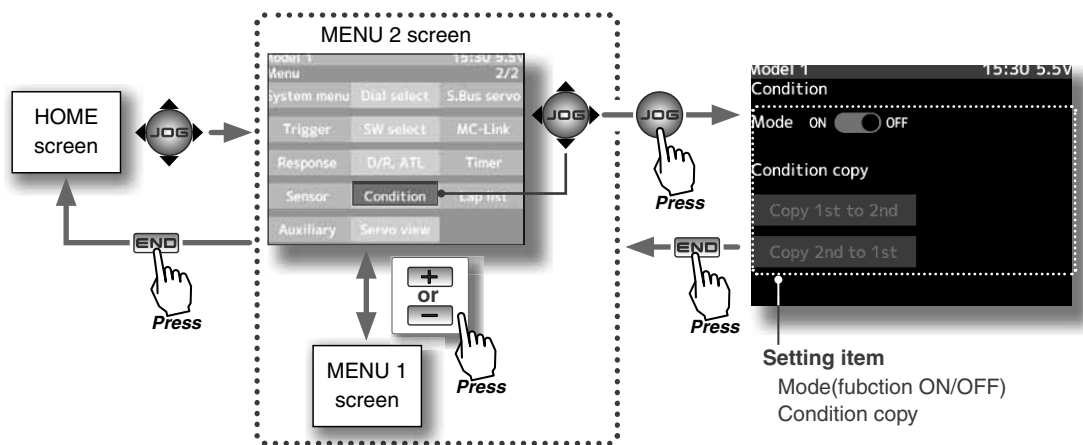 MENU 2 screen
Model 1 15:30 5.5V
Menu 2/2
System menu Dial select S.Bus servo
Trigger SW select MC-Link
Response D/R, ATL Timer
Sensor Condition Lap list
Auxiliary Servo view
HOME
screen
JOG
END
Press
+
or
−
Press
MENU 1
screen
JOG
JOG
Press
END
Press
Model 1 15:30 5.5V
Condition
Mode ON OFF
Condition copy
Copy 1st to 2nd
Copy 2nd to 1st
Setting item
Mode(fubction ON/OFF)
Condition copy